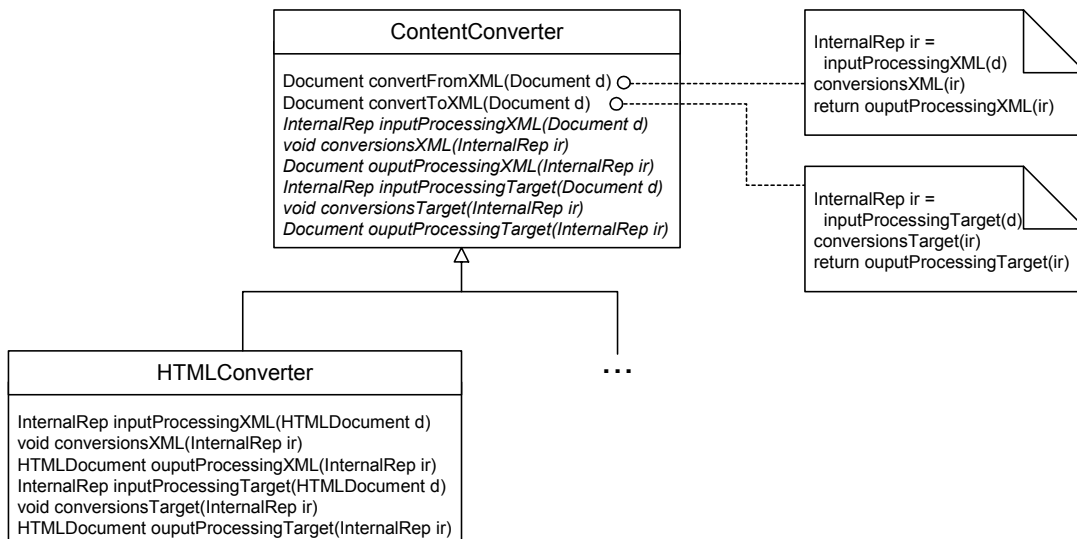 ContentConverter
Document convertFromXML(Document d)
Document convertToXML(Document d)
InternalRep inputProcessingXML(Document d)
void conversionsXML(InternalRep ir)
Document ouputProcessingXML(InternalRep ir)
InternalRep inputProcessingTarget(Document d)
void conversionsTarget(InternalRep ir)
Document ouputProcessingTarget(InternalRep ir)
InternalRep ir =
inputProcessingXML(d)
conversionsXML(ir)
return ouputProcessingXML(ir)
InternalRep ir =
inputProcessingTarget(d)
conversionsTarget(ir)
return ouputProcessingTarget(ir)
HTMLConverter
InternalRep inputProcessingXML(HTMLDocument d)
void conversionsXML(InternalRep ir)
HTMLDocument ouputProcessingXML(InternalRep ir)
InternalRep inputProcessingTarget(HTMLDocument d)
void conversionsTarget(InternalRep ir)
HTMLDocument ouputProcessingTarget(InternalRep ir)
...